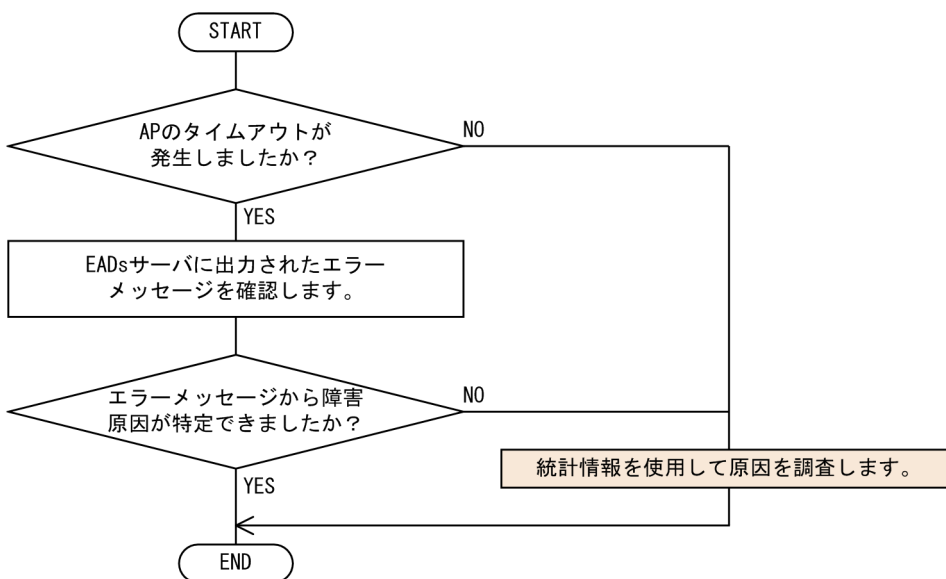 START
APのタイムアウトが
発生しましたか？
NO
YES
EADsサーバに出力されたエラー
メッセージを確認します。
エラーメッセージから障害
原因が特定できましたか？
NO
統計情報を使用して原因を調査します。
YES
END